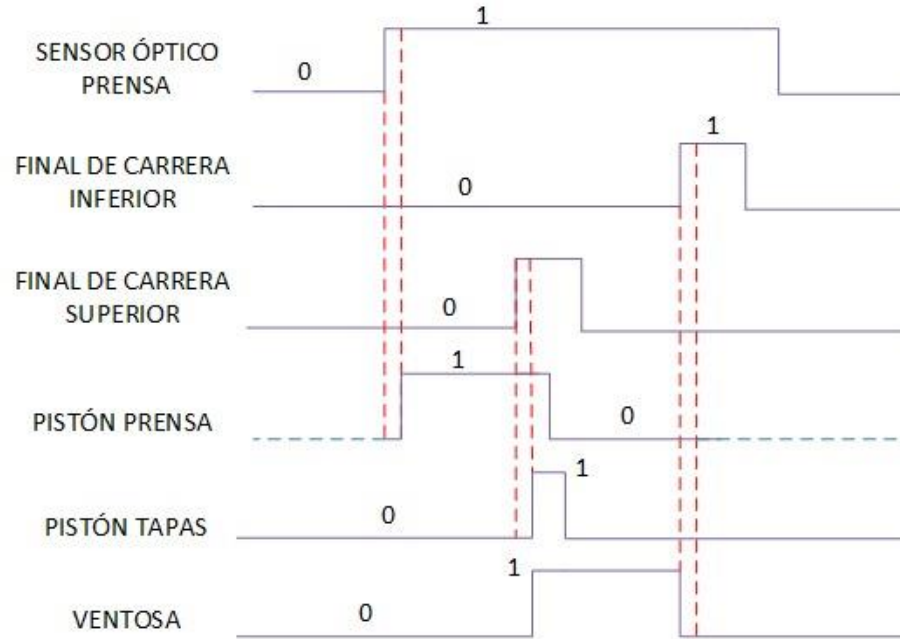 1
SENSOR ÓPTICO
PRENSA
0
1
FINAL DE CARRERA
INFERIOR
0
FINAL DE CARRERA
SUPERIOR
0
1
PISTÓN PRENSA
0
1
PISTÓN TAPAS
0
1
VENTOSA
0